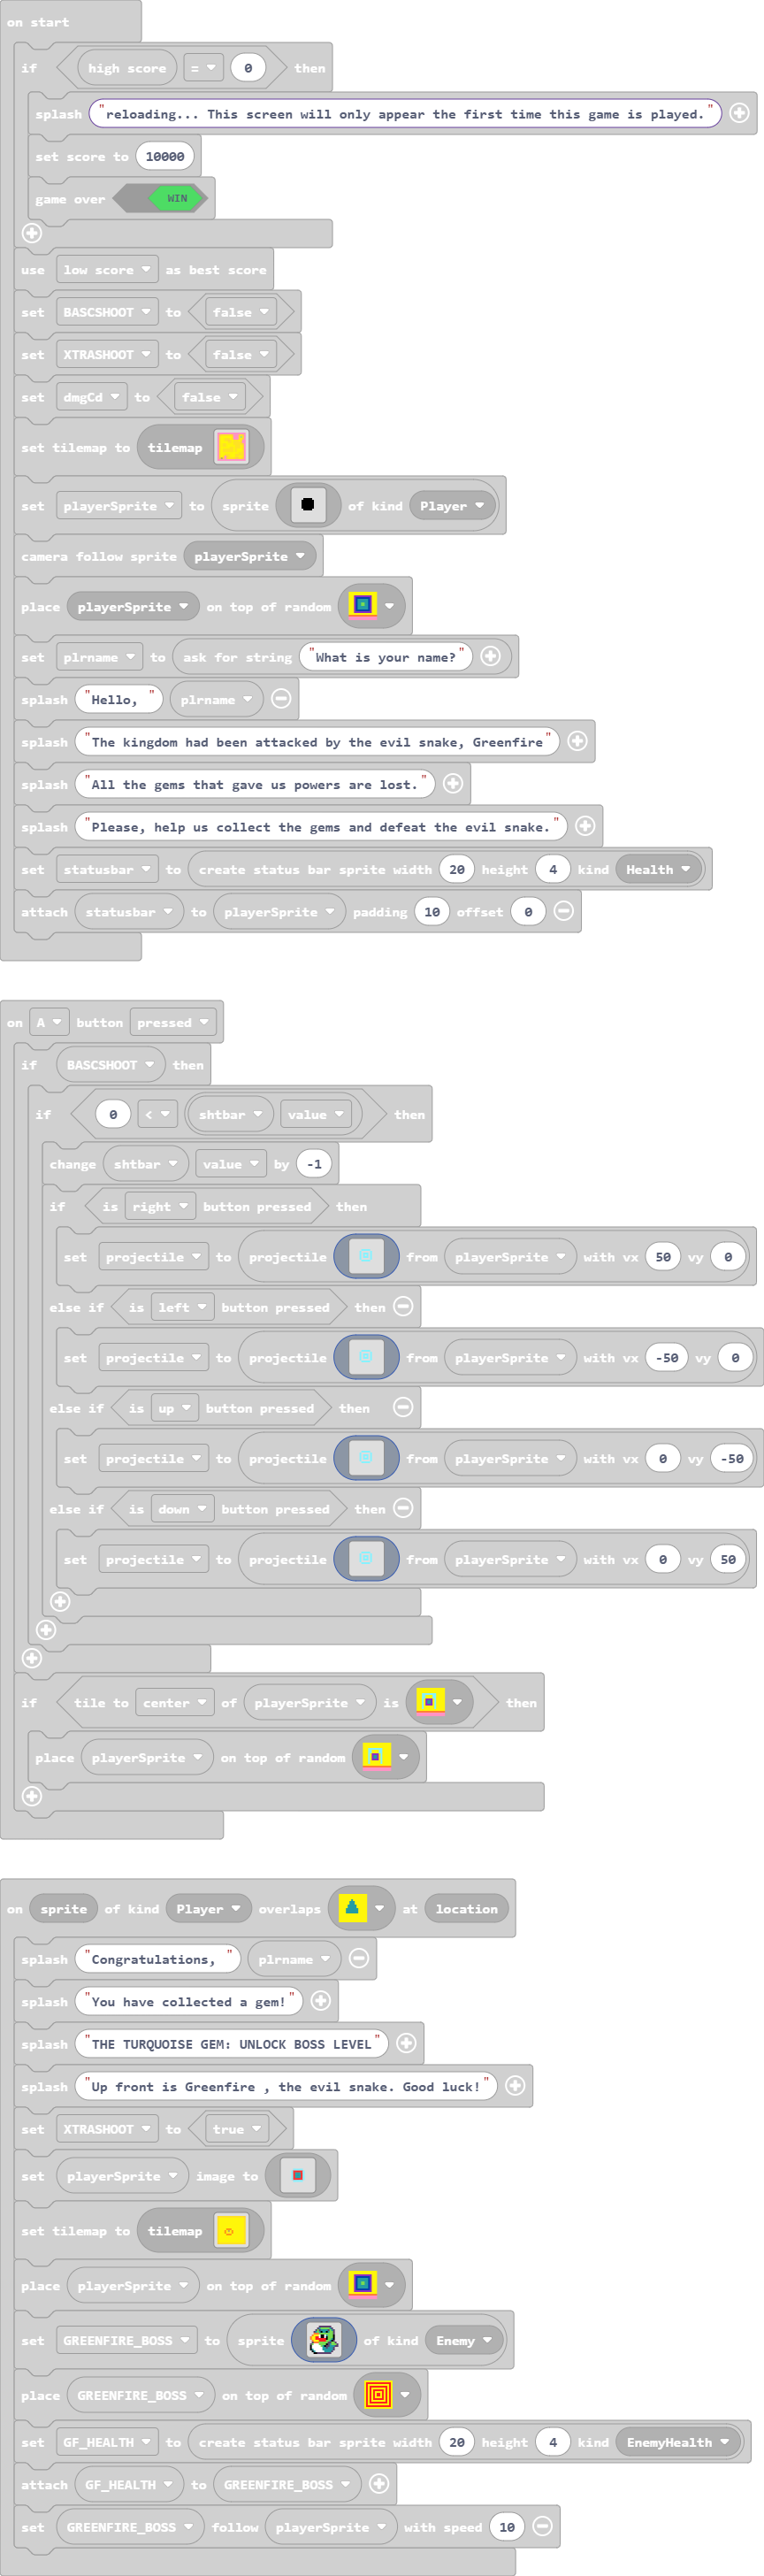 on start
if high score = 0 then
splash "reloading... This screen will only appear the first time this game is played."
set score to 10000
game over WIN
use low score as best score
set BASCSHOOT to false
set XTRASHOOT to false
set dmgCd to false
set tilemap to tilemap
set playerSprite to sprite of kind Player
camera follow sprite playerSprite
place playerSprite on top of random
set plrname to ask for string "What is your name?"
splash "Hello, " plrname
splash "The kingdom had been attacked by the evil snake, Greenfire"
splash "All the gems that gave us powers are lost."
splash "Please, help us collect the gems and defeat the evil snake."
set statusbar to create status bar sprite width 20 height 4 kind Health
attach statusbar to playerSprite padding 10 offset 0
on A button pressed
if BASCSHOOT then
if 0 < shtbar value then
change shtbar value by -1
if is right button pressed then
set projectile to projectile from playerSprite with vx 50 vy 0
else if is left button pressed then
set projectile to projectile from playerSprite with vx -50 vy 0
else if is up button pressed then
set projectile to projectile from playerSprite with vx 0 vy -50
else if is down button pressed then
set projectile to projectile from playerSprite with vx 0 vy 50
if tile to center of playerSprite is then
place playerSprite on top of random
on sprite of kind Player overlaps at location
splash "Congratulations, " plrname
splash "You have collected a gem!"
splash "THE TURQUOISE GEM: UNLOCK BOSS LEVEL"
splash "Up front is Greenfire , the evil snake. Good luck!"
set XTRASHOOT to true
set playerSprite image to
set tilemap to tilemap
place playerSprite on top of random
set GREENFIRE_BOSS to sprite of kind Enemy
place GREENFIRE_BOSS on top of random
set GF_HEALTH to create status bar sprite width 20 height 4 kind EnemyHealth
attach GF_HEALTH to GREENFIRE_BOSS
set GREENFIRE_BOSS follow playerSprite with speed 10